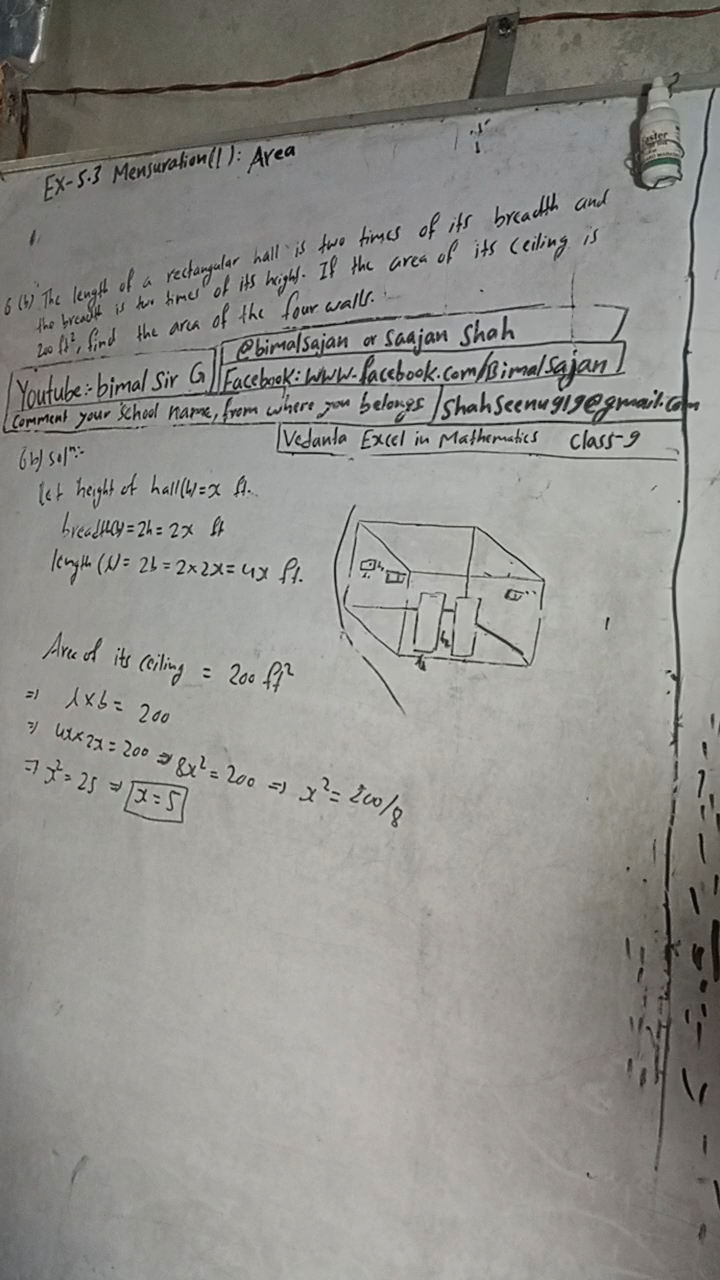 EX-5.3 Mensuration(1): Area
6(b) The length of a rectangular hall is two times of its breadth and
the breadth is two times of its height. If the area of its ceiling is
200 ft², find the area of the four walls.
@bimalsajan or Saajan Shah
Youtube:- bimal Sir G
Facebook: www.facebook.com/Bimalsajan
Comment your School name, from where you belongs
Shahseenu919@gmail.com
Vedanta Excel in Mathematics Class-9
6b) Solⁿ:-
Let height of hall(h)=x ft.
breadth(b)=2h=2x ft
length (l)=2b=2×2x=4x ft.
Area of its ceiling = 200 ft²
⇒ l×b= 200
⇒ 4x×2x=200 ⇒ 8x²=200 ⇒ x²=200/8
⇒ x²=25 ⇒ x=5